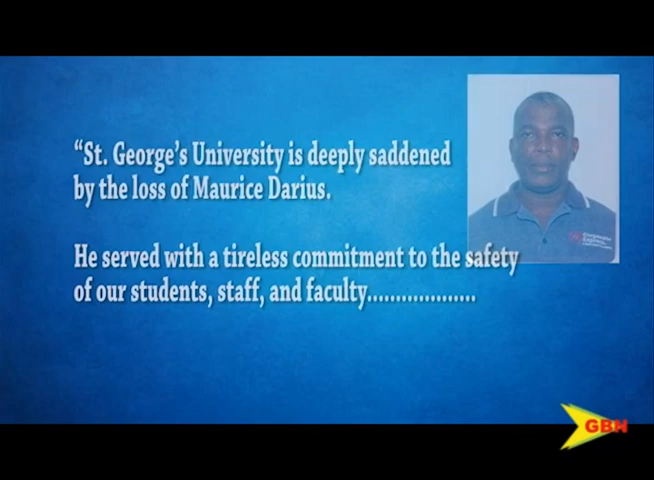 “St. George’s University is deeply saddened
by the loss of Maurice Darius.
He served with a tireless commitment to the safety
of our students, staff, and faculty...................
GBN